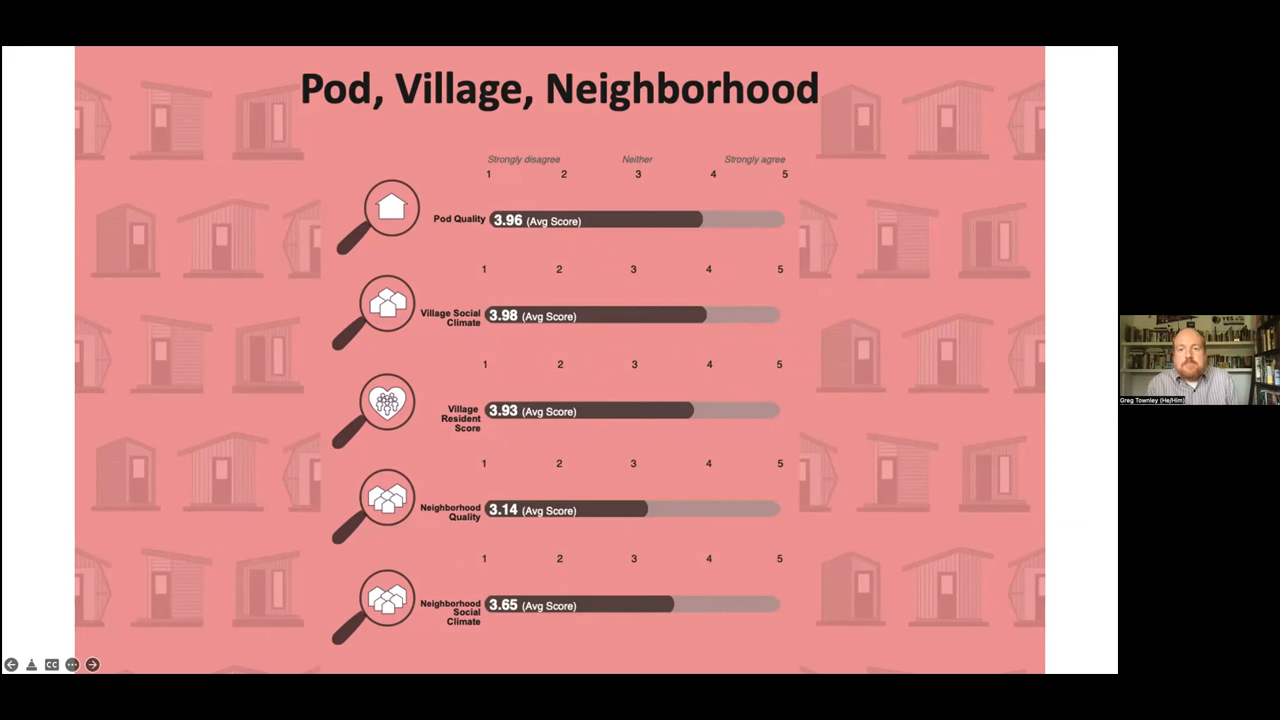 Pod, Village, Neighborhood
Strongly disagree Neither Strongly agree
1 2 3 4 5
Pod Quality 3.96 (Avg Score)
1 2 3 4 5
Village Social
Climate
3.98 (Avg Score)
1 2 3 4 5
Village
Resident
Score
3.93 (Avg Score)
1 2 3 4 5
Neighborhood
Quality
3.14 (Avg Score)
1 2 3 4 5
Neighborhood
Social
Climate
3.65 (Avg Score)
CC
YES
Greg Townley (He/Him)